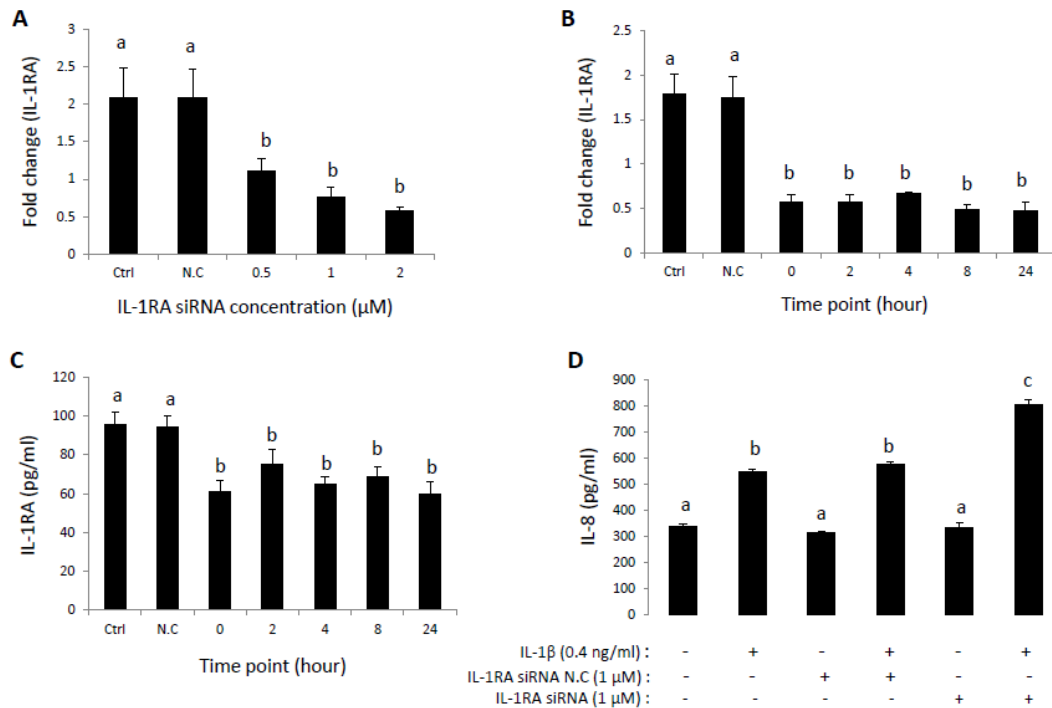 A
Fold change (IL-1RA)
3
2.5
2
1.5
1
0.5
0
a a b b b
Ctrl N.C 0.5 1 2
IL-1RA siRNA concentration (µM)
B
Fold change (IL-1RA)
2.5
2
1.5
1
0.5
0
a a b b b b b
Ctrl N.C 0 2 4 8 24
Time point (hour)
C
IL-1RA (pg/ml)
120
100
80
60
40
20
0
a a b b b b b
Ctrl N.C 0 2 4 8 24
Time point (hour)
D
IL-8 (pg/ml)
900
800
700
600
500
400
300
200
100
0
a b a b a c
IL-1β (0.4 ng/ml) : - + - + - +
IL-1RA siRNA N.C (1 µM) : - - + + - -
IL-1RA siRNA (1 µM) : - - - - + +